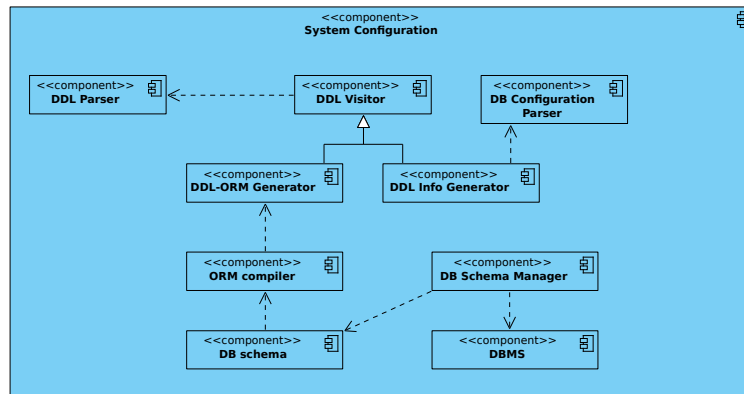 <<component>>
System Configuration
<<component>>
DDL Parser
<<component>>
DDL Visitor
<<component>>
DB Configuration
Parser
<<component>>
DDL-ORM Generator
<<component>>
DDL Info Generator
<<component>>
ORM compiler
<<component>>
DB Schema Manager
<<component>>
DB schema
<<component>>
DBMS